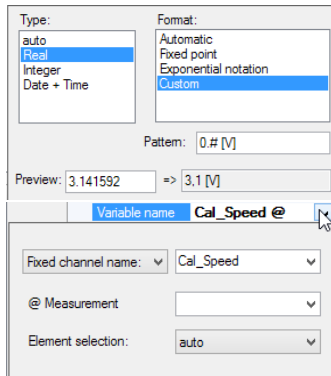 Type: Format:
auto Automatic
Real Fixed point
Integer Exponential notation
Date + Time Custom
Pattern: 0.# [V]
Preview: 3.141592 => 3,1 [V]
Variable name Cal_Speed @
Fixed channel name: Cal_Speed
@ Measurement
Element selection: auto